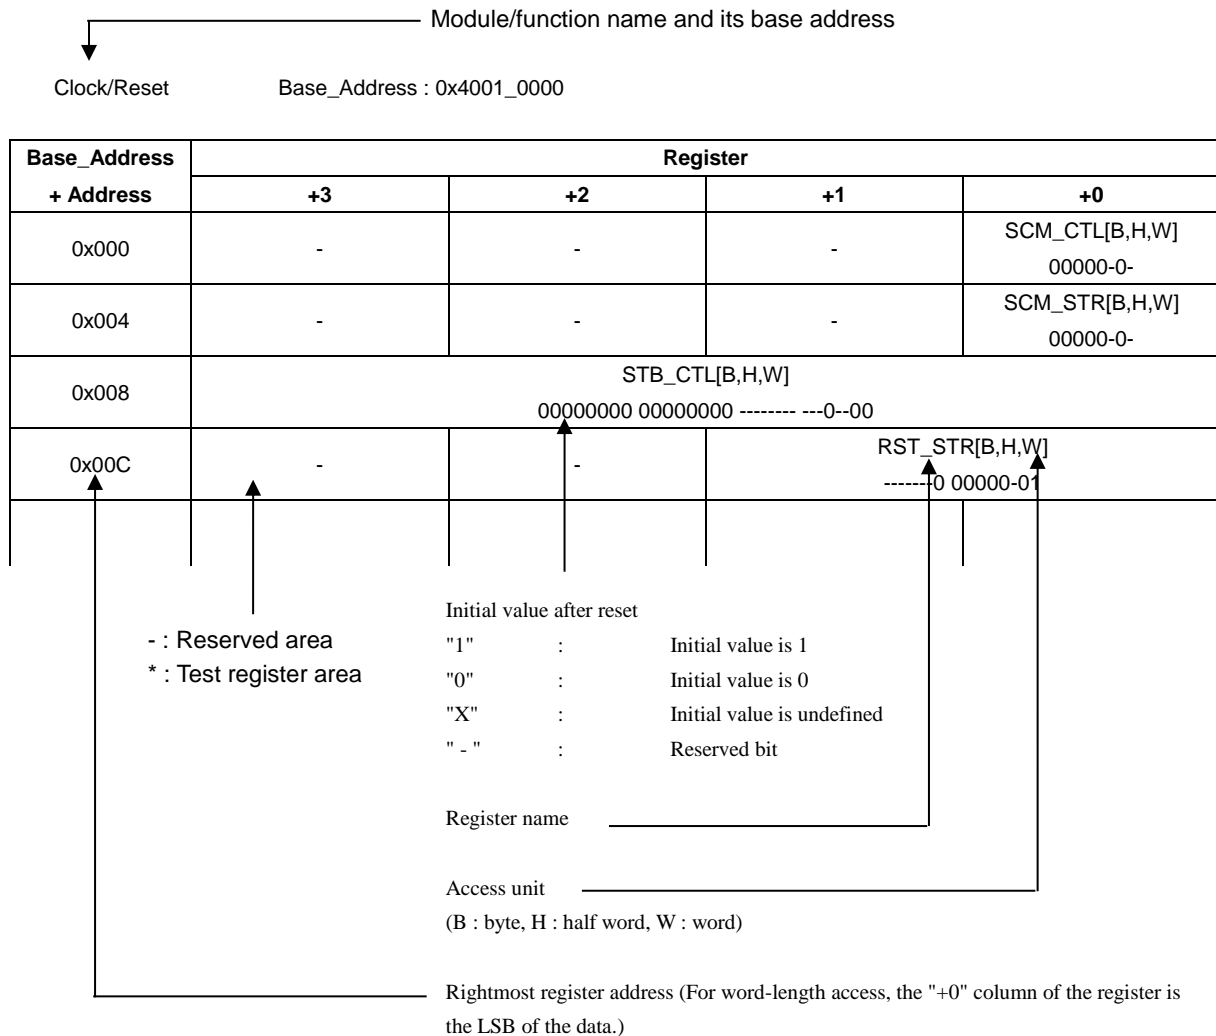 Module/function name and its base address
Clock/Reset Base_Address : 0x4001_0000
Base_Address + Address Register
+3 +2 +1 +0
0x000 - - - SCM_CTL[B,H,W]
00000-0-
0x004 - - - SCM_STR[B,H,W]
00000-0-
0x008 STB_CTL[B,H,W]
00000000 00000000 -------- ---0--00
0x00C - - RST_STR[B,H,W]
-------0 00000-01
- : Reserved area
* : Test register area
Initial value after reset
"1" : Initial value is 1
"0" : Initial value is 0
"X" : Initial value is undefined
" - " : Reserved bit
Register name
Access unit
(B : byte, H : half word, W : word)
Rightmost register address (For word-length access, the "+0" column of the register is
the LSB of the data.)